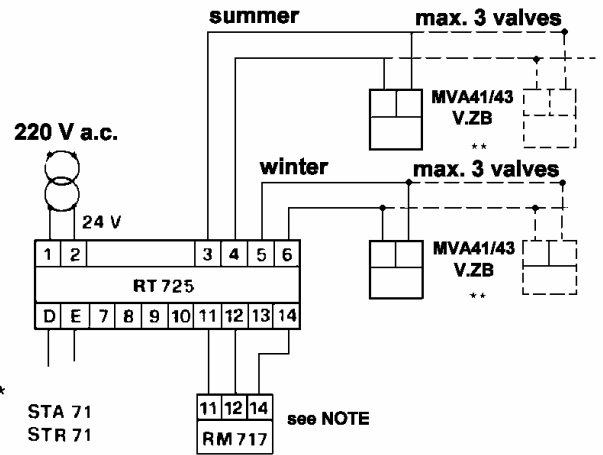 summer
max. 3 valves
MVA41/43
V.ZB
**
220 V a.c.
24 V
winter
max. 3 valves
MVA41/43
V.ZB
**
1 2 3 4 5 6
RT 725
D E 7 8 9 10 11 12 13 14
*
STA 71
STR 71
11 12 14
RM 717
see NOTE